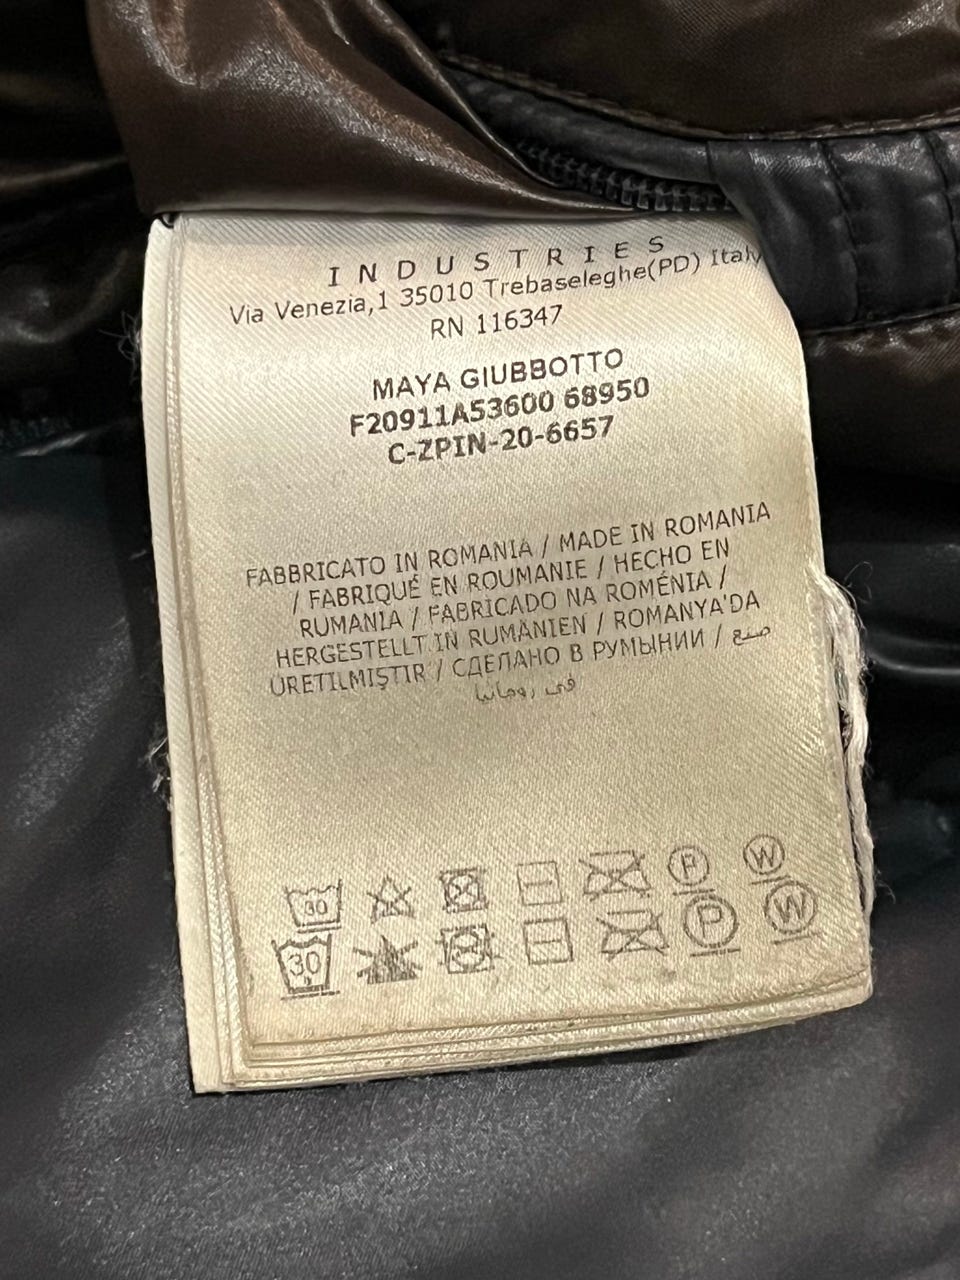 INDUSTRIES
Via Venezia,1 35010 Trebaseleghe(PD) Italy
RN 116347
MAYA GIUBBOTTO
F20911A53600 68950
C-ZPIN-20-6657
FABBRICATO IN ROMANIA / MADE IN ROMANIA
/ FABRIQUÉ EN ROUMANIE / HECHO EN
RUMANIA / FABRICADO NA ROMÉNIA /
HERGESTELLT IN RUMÄNIEN / ROMANYA'DA
ÜRETILMIŞTIR / СДЕЛАНО В РУМЫНИИ / صنع
في رومانيا
30 P W
30 P W